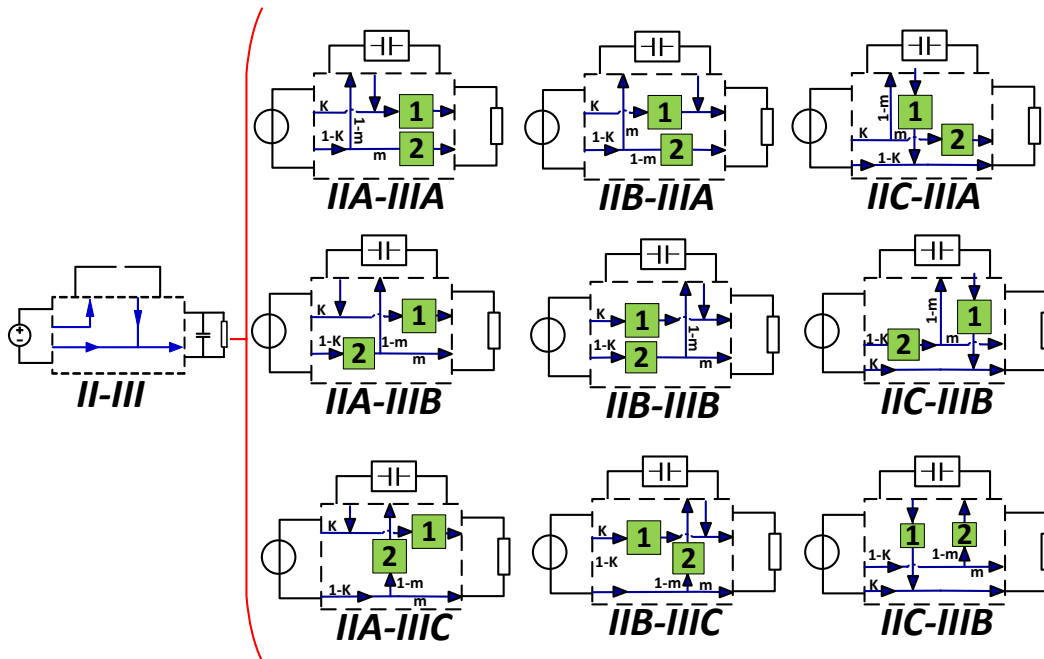 K
1-m
1-K
m
1
2
IIA-IIIA
K
m
1-K
1-m
1
2
IIB-IIIA
1-m
K
m
1-K
1
2
IIC-IIIA
II-III
K
1-K
1-m
m
1
2
IIA-IIIB
K
1-K
1-m
m
1
2
IIB-IIIB
1-m
1-K
m
K
1
2
IIC-IIIB
K
1-K
1-m
m
1
2
IIA-IIIC
K
1-K
1-m
m
1
2
IIB-IIIC
1-K
1-m
m
K
1
2
IIC-IIIB